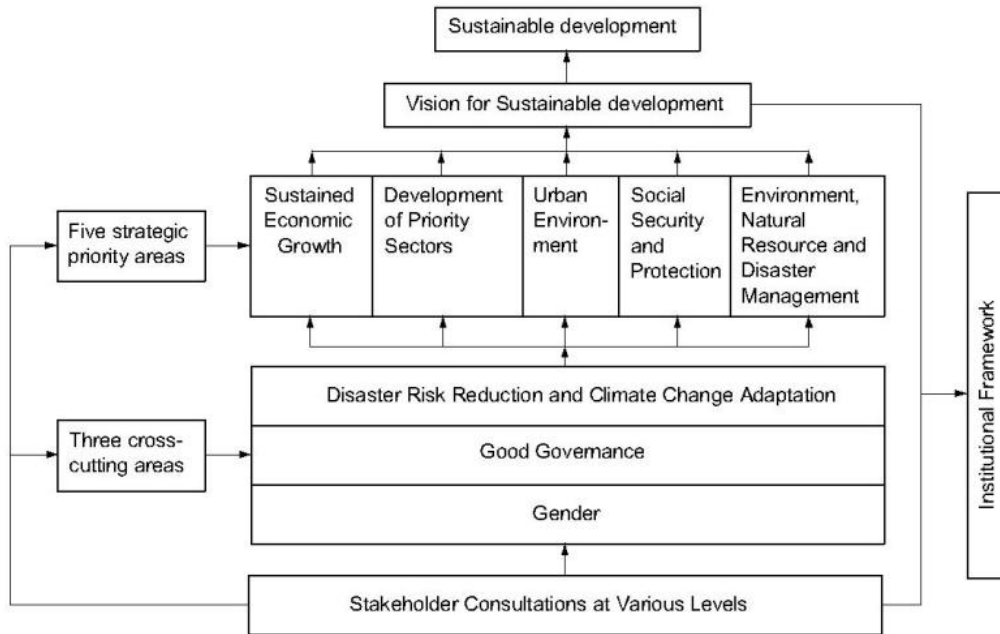 Sustainable development
Vision for Sustainable development
Five strategic
priority areas
Sustained
Economic
Growth
Development
of Priority
Sectors
Urban
Environ-
ment
Social
Security
and
Protection
Environment,
Natural
Resource and
Disaster
Management
Three cross-
cutting areas
Disaster Risk Reduction and Climate Change Adaptation
Good Governance
Gender
Stakeholder Consultations at Various Levels
Institutional Framework